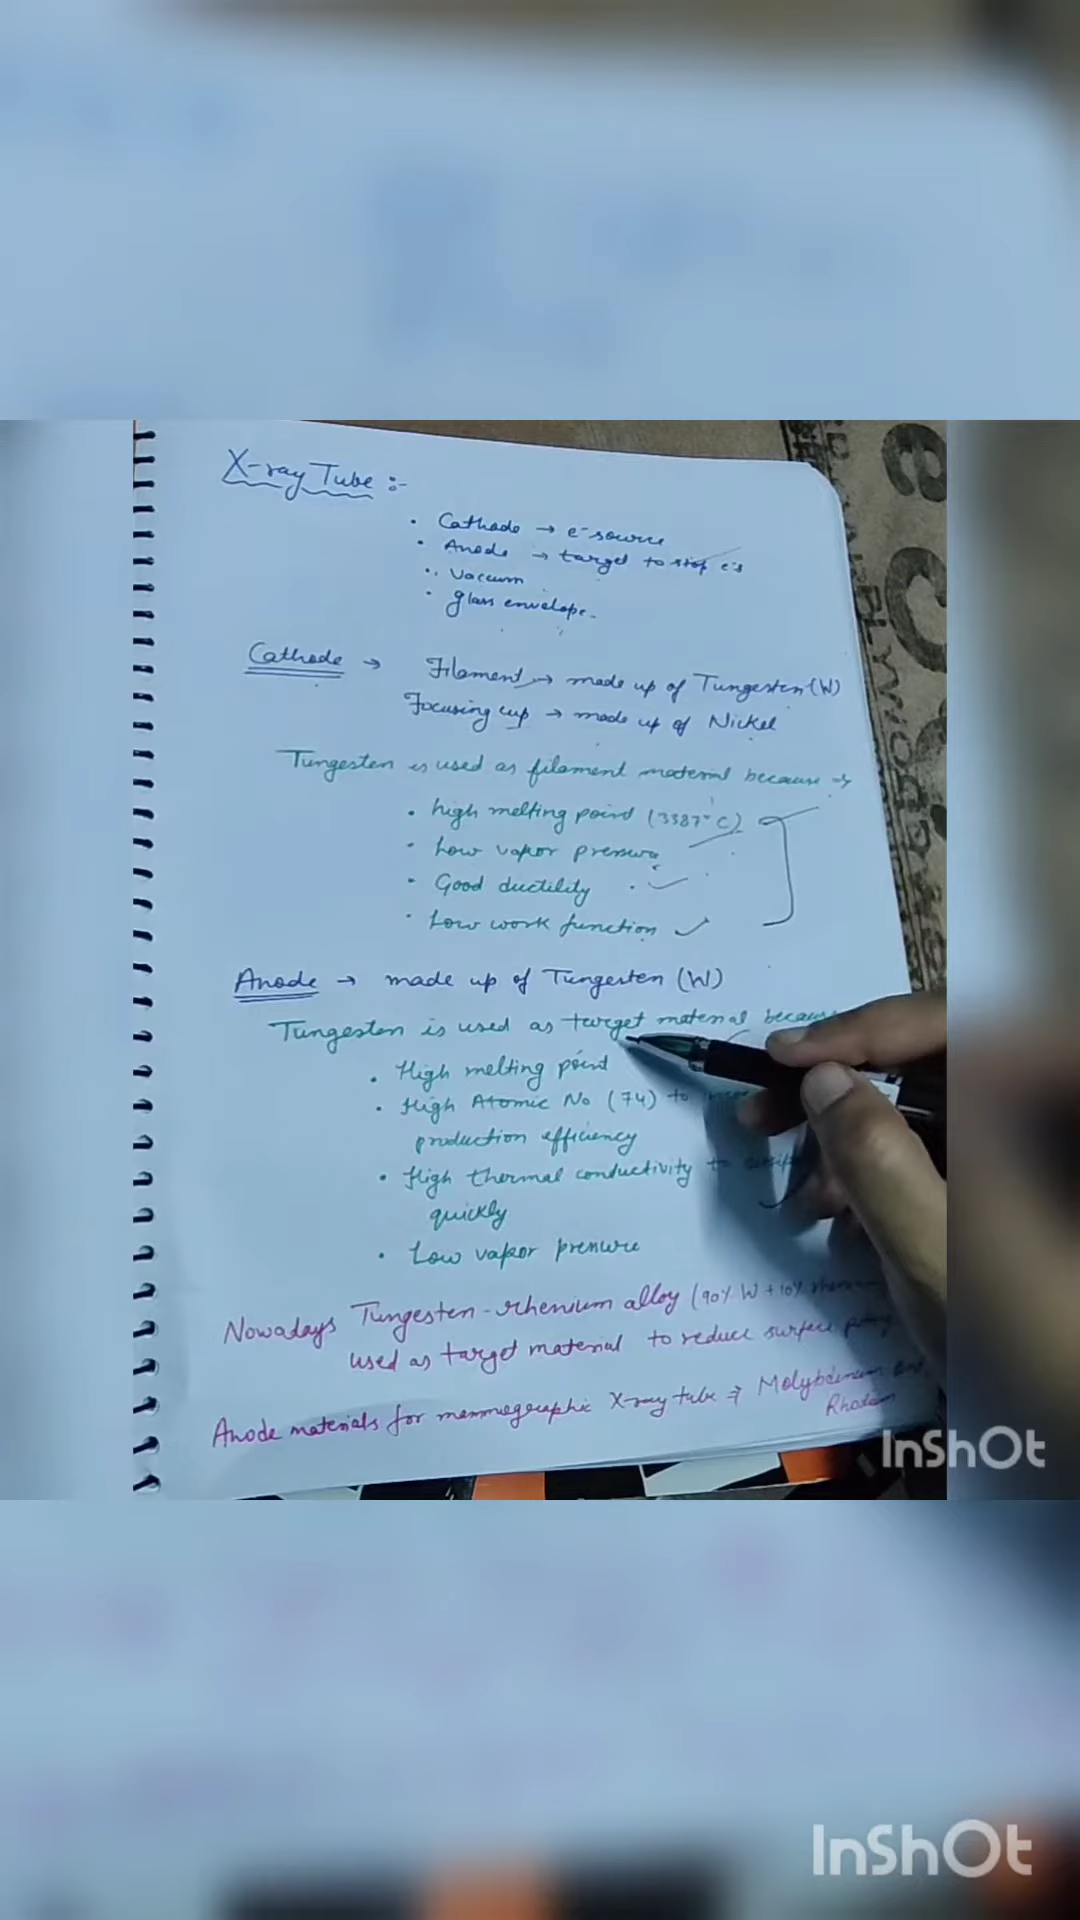 X-ray Tube :-
• Cathode → e⁻ source
• Anode → target to stop e⁻s
• Vaccum
• glass envelope.
Cathode → Filament → made up of Tungesten (W)
Focusing cup → made up of Nickel
Tungesten is used as filament material because →
• high melting point (3387°C)
• Low vapor pressure
• Good ductility
• Low work function
Anode → made up of Tungesten (W)
Tungesten is used as target material because
• High melting point
• High Atomic No (74) to
production efficiency
• High thermal conductivity to
quickly
• Low vapor pressure
Nowadays Tungesten-rhenium alloy (90% W + 10%
used as target material to reduce surface
Anode materials for mammographic X-ray tube ⇒ Molybdenum and
Rhodium
InShOt
InShOt